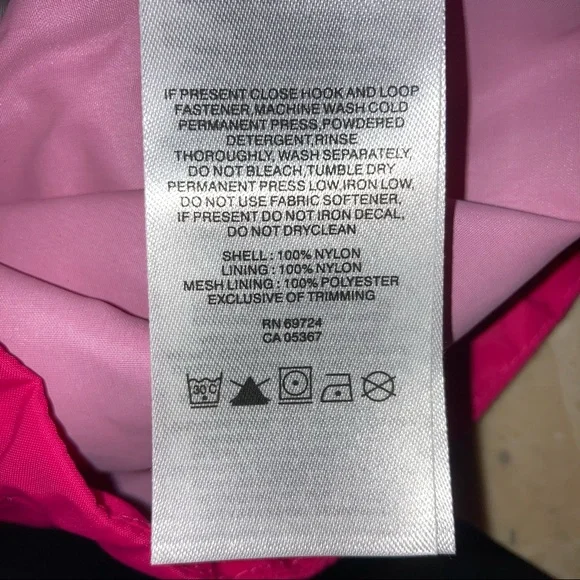 IF PRESENT CLOSE HOOK AND LOOP
FASTENER,MACHINE WASH COLD
PERMANENT PRESS,POWDERED
DETERGENT,RINSE
THOROUGHLY, WASH SEPARATELY,
DO NOT BLEACH,TUMBLE DRY
PERMANENT PRESS LOW,IRON LOW,
DO NOT USE FABRIC SOFTENER,
IF PRESENT DO NOT IRON DECAL,
DO NOT DRYCLEAN
SHELL : 100% NYLON
LINING : 100% NYLON
MESH LINING : 100% POLYESTER
EXCLUSIVE OF TRIMMING
RN 69724
CA 05367
30°C